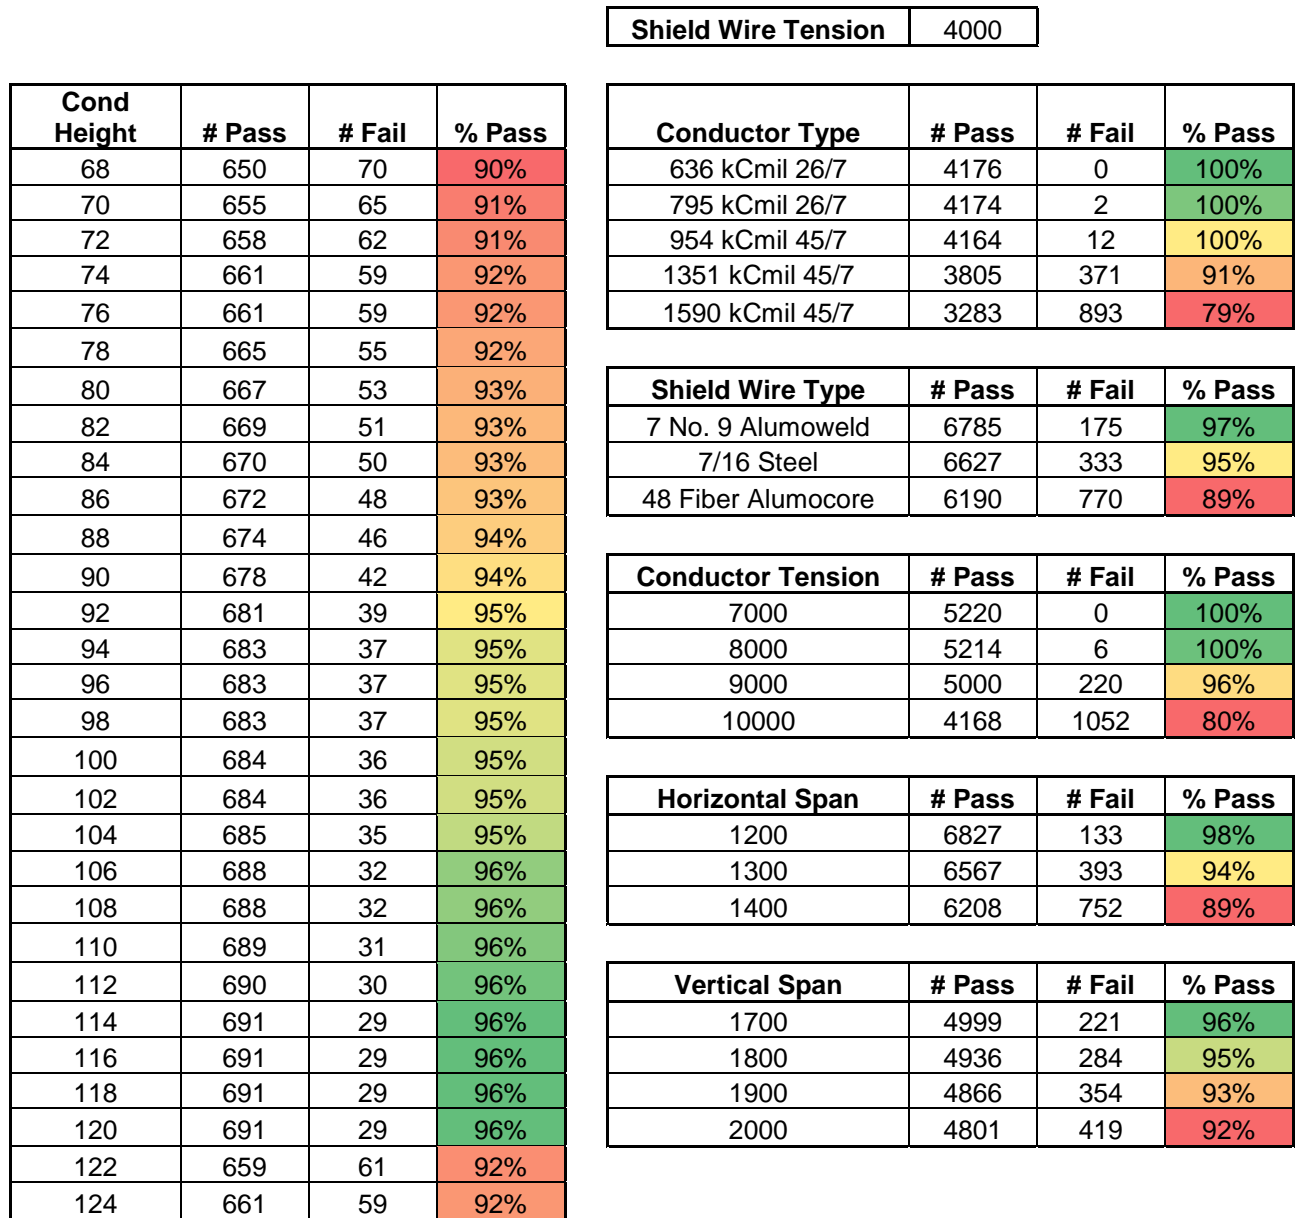 Shield Wire Tension 4000
Cond
Height # Pass # Fail % Pass
68 650 70 90%
70 655 65 91%
72 658 62 91%
74 661 59 92%
76 661 59 92%
78 665 55 92%
80 667 53 93%
82 669 51 93%
84 670 50 93%
86 672 48 93%
88 674 46 94%
90 678 42 94%
92 681 39 95%
94 683 37 95%
96 683 37 95%
98 683 37 95%
100 684 36 95%
102 684 36 95%
104 685 35 95%
106 688 32 96%
108 688 32 96%
110 689 31 96%
112 690 30 96%
114 691 29 96%
116 691 29 96%
118 691 29 96%
120 691 29 96%
122 659 61 92%
124 661 59 92%
Conductor Type # Pass # Fail % Pass
636 kCmil 26/7 4176 0 100%
795 kCmil 26/7 4174 2 100%
954 kCmil 45/7 4164 12 100%
1351 kCmil 45/7 3805 371 91%
1590 kCmil 45/7 3283 893 79%
Shield Wire Type # Pass # Fail % Pass
7 No. 9 Alumoweld 6785 175 97%
7/16 Steel 6627 333 95%
48 Fiber Alumocore 6190 770 89%
Conductor Tension # Pass # Fail % Pass
7000 5220 0 100%
8000 5214 6 100%
9000 5000 220 96%
10000 4168 1052 80%
Horizontal Span # Pass # Fail % Pass
1200 6827 133 98%
1300 6567 393 94%
1400 6208 752 89%
Vertical Span # Pass # Fail % Pass
1700 4999 221 96%
1800 4936 284 95%
1900 4866 354 93%
2000 4801 419 92%